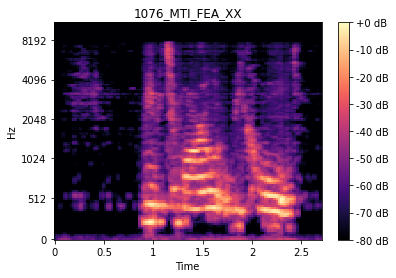 1076_MTI_FEA_XX
8192
4096
2048
1024
512
0
Hz
0
0.5
1
1.5
2
2.5
Time
+0 dB
-10 dB
-20 dB
-30 dB
-40 dB
-50 dB
-60 dB
-70 dB
-80 dB